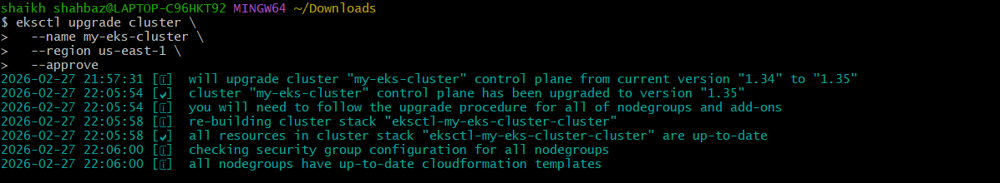 shaikh shahbaz@LAPTOP-C96HKT92 MINGW64 ~/Downloads
$ eksctl upgrade cluster \
>   --name my-eks-cluster \
>   --region us-east-1 \
>   --approve
2026-02-27 21:57:31 [ℹ]  will upgrade cluster "my-eks-cluster" control plane from current version "1.34" to "1.35"
2026-02-27 22:05:54 [✔]  cluster "my-eks-cluster" control plane has been upgraded to version "1.35"
2026-02-27 22:05:54 [ℹ]  you will need to follow the upgrade procedure for all of nodegroups and add-ons
2026-02-27 22:05:58 [ℹ]  re-building cluster stack "eksctl-my-eks-cluster-cluster"
2026-02-27 22:05:58 [✔]  all resources in cluster stack "eksctl-my-eks-cluster-cluster" are up-to-date
2026-02-27 22:06:00 [ℹ]  checking security group configuration for all nodegroups
2026-02-27 22:06:00 [ℹ]  all nodegroups have up-to-date cloudformation templates